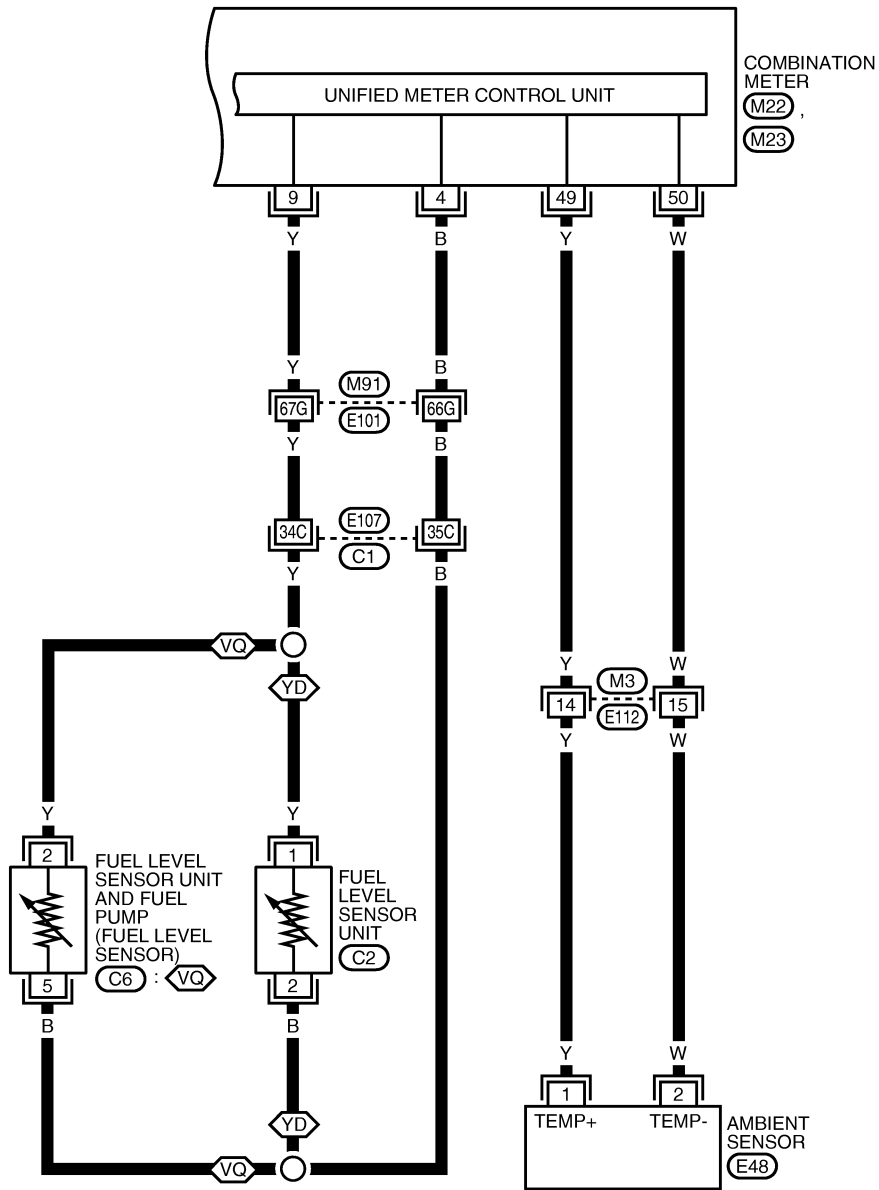 COMBINATION
METER
M22 ,
M23
UNIFIED METER CONTROL UNIT
9 4 49 50
Y B Y W
Y B
M91
67G 66G
E101
Y B
E107
34C 35C
C1
Y B
VQ
YD
Y W
M3
14 15
E112
Y W
Y Y
2 1
FUEL LEVEL
SENSOR UNIT
AND FUEL
PUMP
(FUEL LEVEL
SENSOR)
C6 : VQ
FUEL
LEVEL
SENSOR
UNIT
C2
5 2
B B
Y W
1 2
TEMP+ TEMP-
AMBIENT
SENSOR
E48
YD
VQ